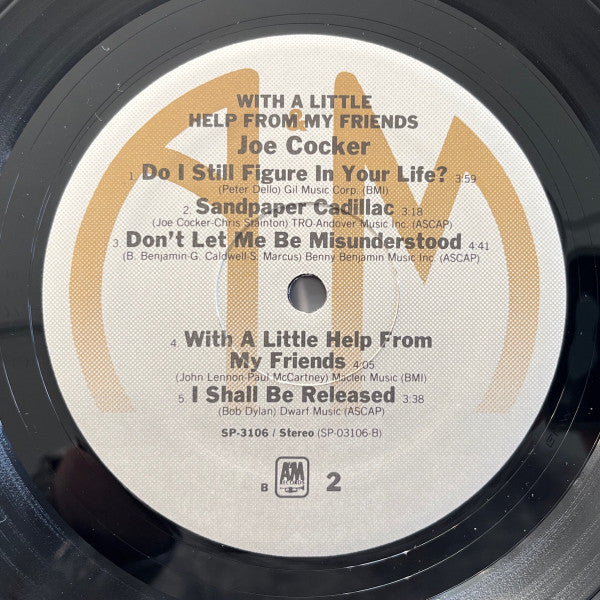 WITH A LITTLE
HELP FROM MY FRIENDS
Joe Cocker
1. Do I Still Figure In Your Life? 3:59
(Peter Dello) Gil Music Corp. (BMI)
2. Sandpaper Cadillac 3:18
(Joe Cocker-Chris Stainton) TRO-Andover Music Inc. (ASCAP)
3. Don't Let Me Be Misunderstood 4:41
(B. Benjamin-G. Caldwell-S. Marcus) Benny Benjamin Music Inc. (ASCAP)
4. With A Little Help From
My Friends 4:05
(John Lennon-Paul McCartney) Maclen Music (BMI)
5. I Shall Be Released 3:38
(Bob Dylan) Dwarf Music (ASCAP)
SP-3106 / Stereo (SP-03106-B)
B A&M RECORDS 2
A&M